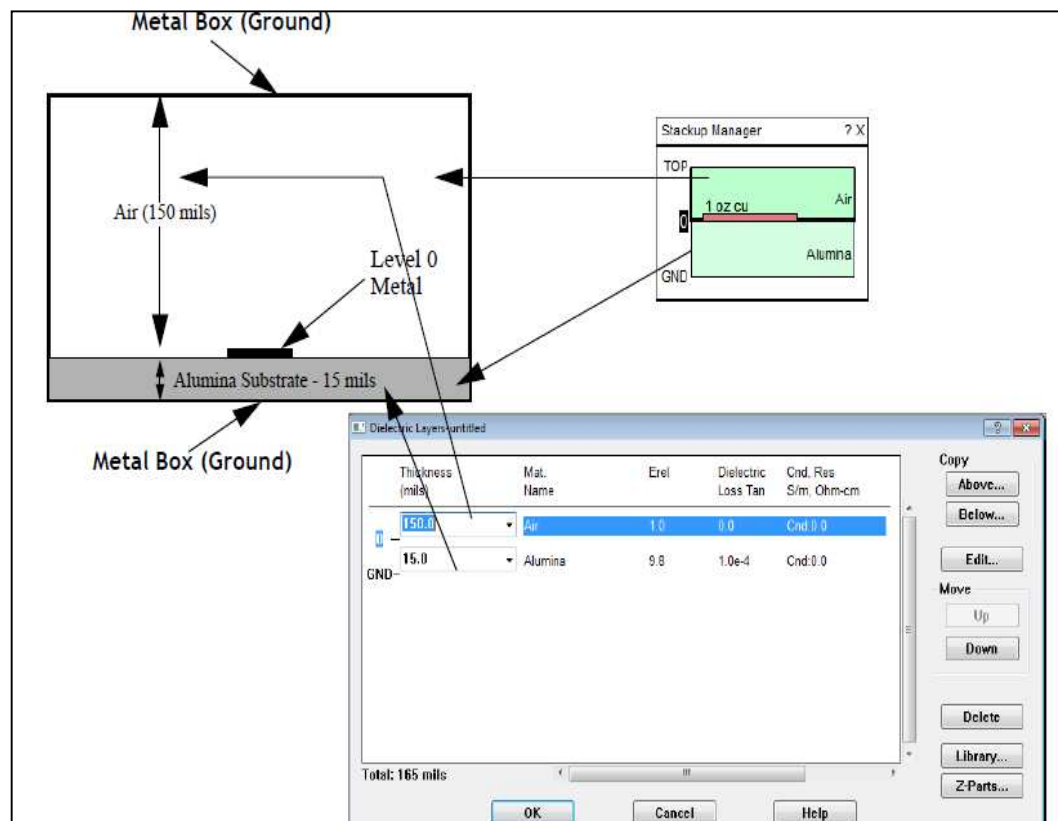 Metal Box (Ground)
Air (150 mils)
Level 0
Metal
Alumina Substrate - 15 mils
Metal Box (Ground)
Stackup Manager ? X
TOP
Air
1 oz cu
0
Alumina
GND
Dielectric Layers-untitled
Thickness Mat. Erel Dielectric Cnd. Res
(mils) Name Loss Tan S/m, Ohm-cm
150.0 Air 1.0 0.0 Cnd:0.0
0
15.0 Alumina 9.8 1.0e-4 Cnd:0.0
GND
Total: 165 mils
Copy
Above...
Below...
Edit...
Move
Up
Down
Delete
Library...
Z-Parts...
OK Cancel Help